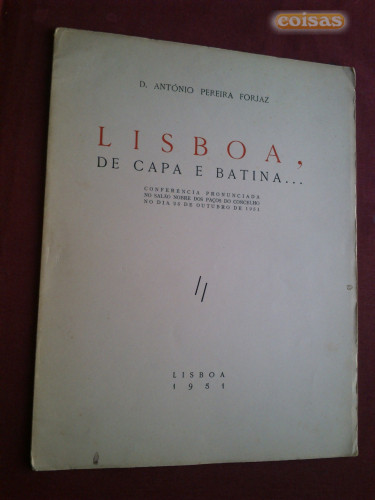 coisas
D. ANTÓNIO PEREIRA FORJAZ
LISBOA,
DE CAPA E BATINA...
CONFERÊNCIA PRONUNCIADA
NO SALÃO NOBRE DOS PAÇOS DO CONCELHO
NO DIA DE OUTUBRO DE 1951
LISBOA
1951